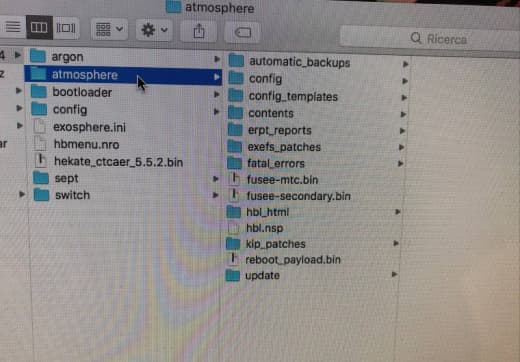 atmosphere
Ricerca
4
z
ar
argon
atmosphere
bootloader
config
exosphere.ini
hbmenu.nro
hekate_ctcaer_5.5.2.bin
sept
switch
automatic_backups
config
config_templates
contents
erpt_reports
exefs_patches
fatal_errors
fusee-mtc.bin
fusee-secondary.bin
hbl_html
hbl.nsp
kip_patches
reboot_payload.bin
update